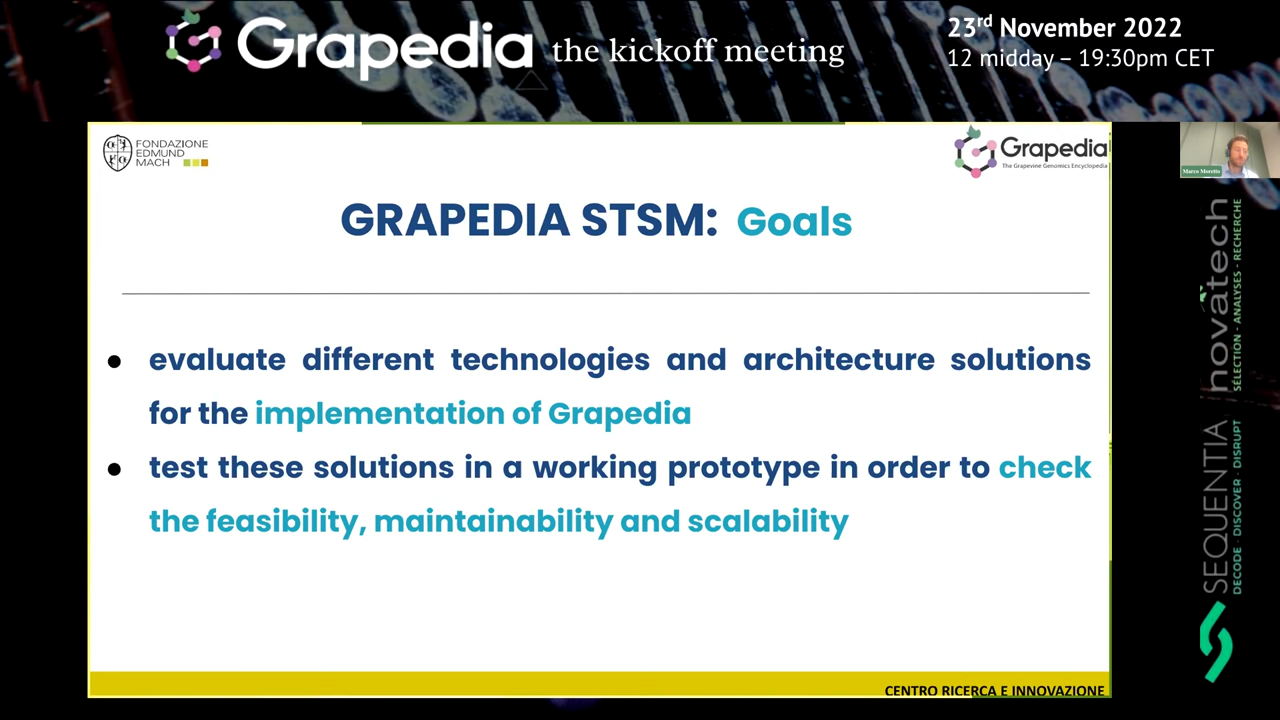 Grapedia the kickoff meeting
23rd November 2022
12 midday – 19:30pm CET
FONDAZIONE
EDMUND
MACH
Grapedia
The Grapevine Genomics Encyclopedia
GRAPEDIA STSM: Goals
● evaluate different technologies and architecture solutions
for the implementation of Grapedia
● test these solutions in a working prototype in order to check
the feasibility, maintainability and scalability
CENTRO RICERCA E INNOVAZIONE
Marco Moretto
novatech
SÉLECTION - ANALYSES - RECHERCHE
SEQUENTIA
DECODE · DISCOVER · DISRUPT